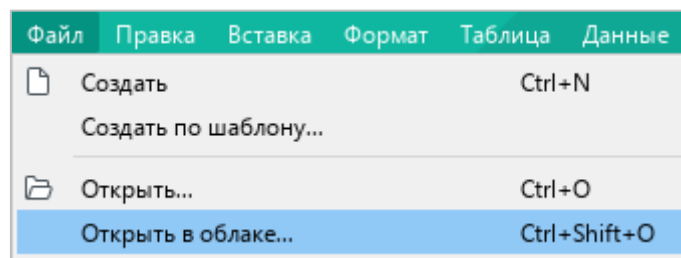 Файл Правка Вставка Формат Таблица Данные
Создать Ctrl+N
Создать по шаблону...
Открыть... Ctrl+O
Открыть в облаке... Ctrl+Shift+O